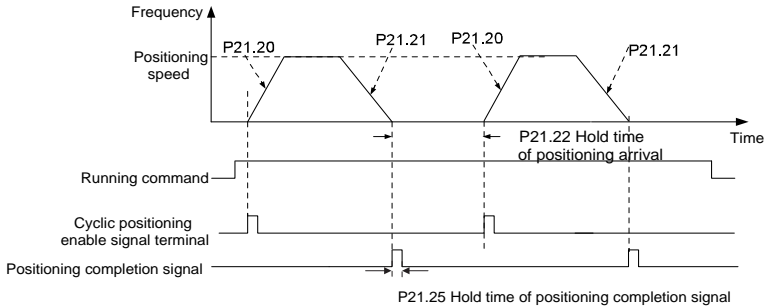 Frequency
P21.20
P21.21
P21.20
P21.21
Positioning
speed
Time
P21.22 Hold time
of positioning arrival
Running command
Cyclic positioning
enable signal terminal
Positioning completion signal
P21.25 Hold time of positioning completion signal